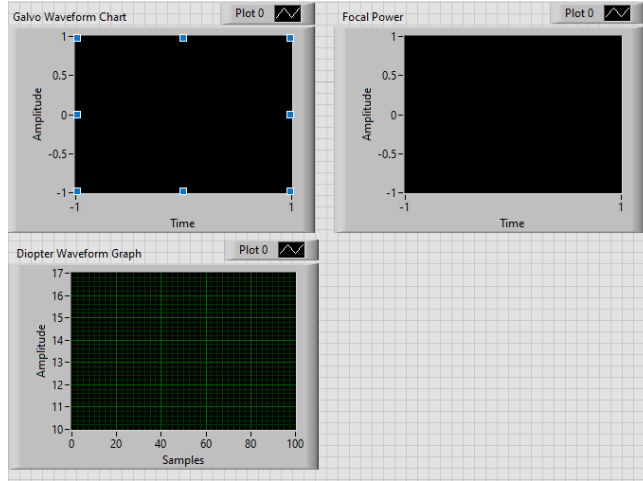 Galvo Waveform Chart
Plot 0
1
0.5
0
-0.5
-1
Amplitude
-1
1
Time
Focal Power
Plot 0
1
0.5
0
-0.5
-1
Amplitude
-1
1
Time
Diopter Waveform Graph
Plot 0
17
16
15
14
13
12
11
10
Amplitude
0
20
40
60
80
100
Samples